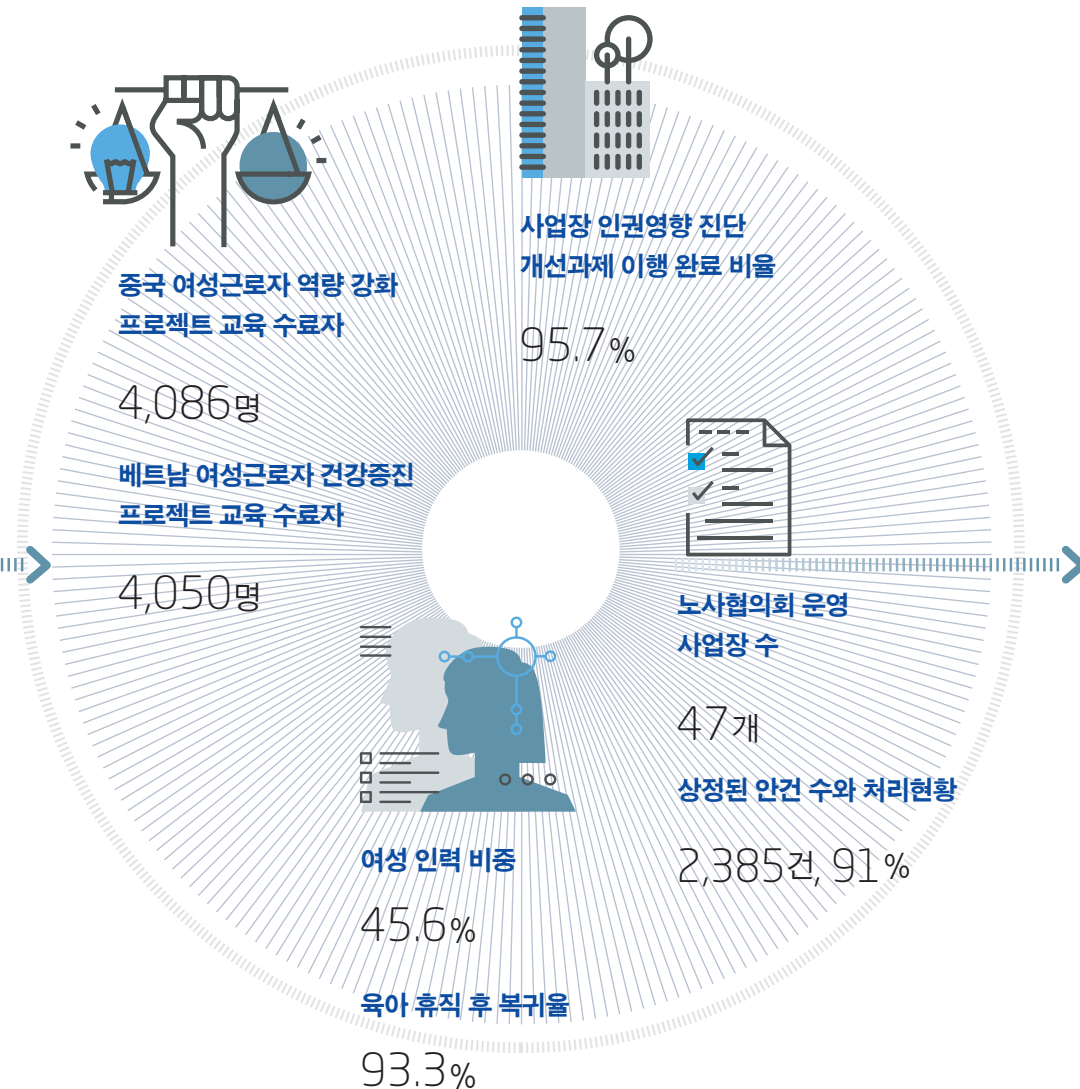 중국 여성근로자 역량 강화
프로젝트 교육 수료자
4,086명
베트남 여성근로자 건강증진
프로젝트 교육 수료자
4,050명
사업장 인권영향 진단
개선과제 이행 완료 비율
95.7%
노사협의회 운영
사업장 수
47개
상정된 안건 수와 처리현황
2,385건, 91%
여성 인력 비중
45.6%
육아 휴직 후 복귀율
93.3%